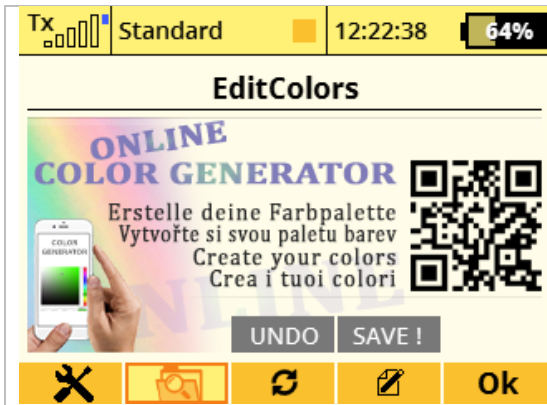 Tx Standard 12:22:38 64%
EditColors
ONLINE
COLOR GENERATOR
Erstelle deine Farbpalette
Vytvořte si svou paletu barev
Create your colors
Crea i tuoi colori
COLOR
GENERATOR
ONLINE
UNDO SAVE !
Ok